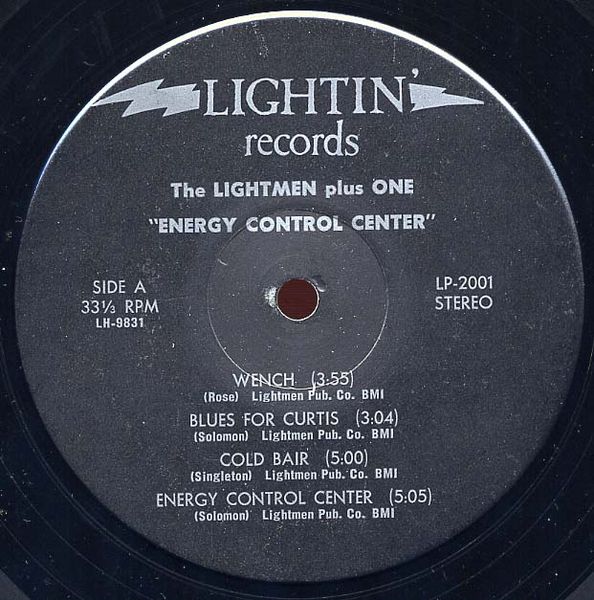 LIGHTIN'
records
The LIGHTMEN plus ONE
"ENERGY CONTROL CENTER"
SIDE A
33⅓ RPM
LH-9831
LP-2001
STEREO
WENCH (3:55)
(Rose) Lightmen Pub. Co. BMI
BLUES FOR CURTIS (3:04)
(Solomon) Lightmen Pub. Co. BMI
COLD BAIR (5:00)
(Singleton) Lightmen Pub. Co. BMI
ENERGY CONTROL CENTER (5:05)
(Solomon) Lightmen Pub. Co. BMI